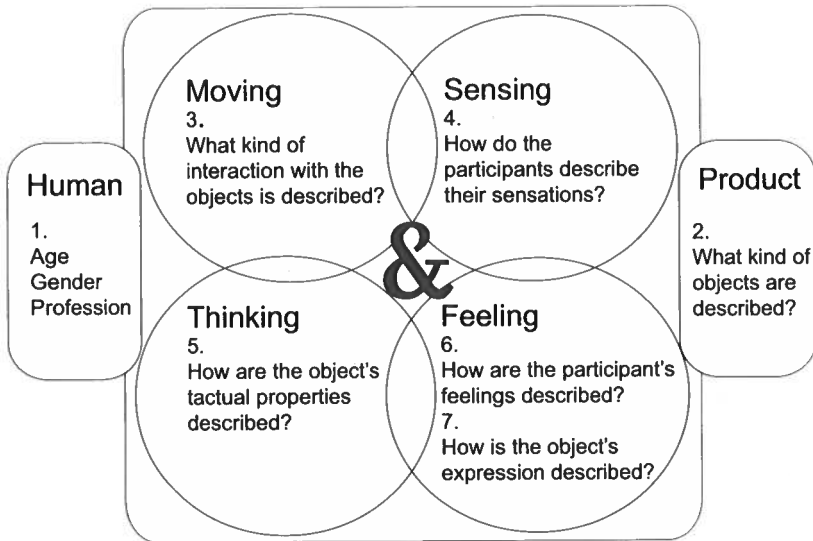 Human
1.
Age
Gender
Profession
Moving
3.
What kind of
interaction with the
objects is described?
Sensing
4.
How do the
participants describe
their sensations?
&
Thinking
5.
How are the object's
tactual properties
described?
Feeling
6.
How are the participant's
feelings described?
7.
How is the object's
expression described?
Product
2.
What kind of
objects are
described?